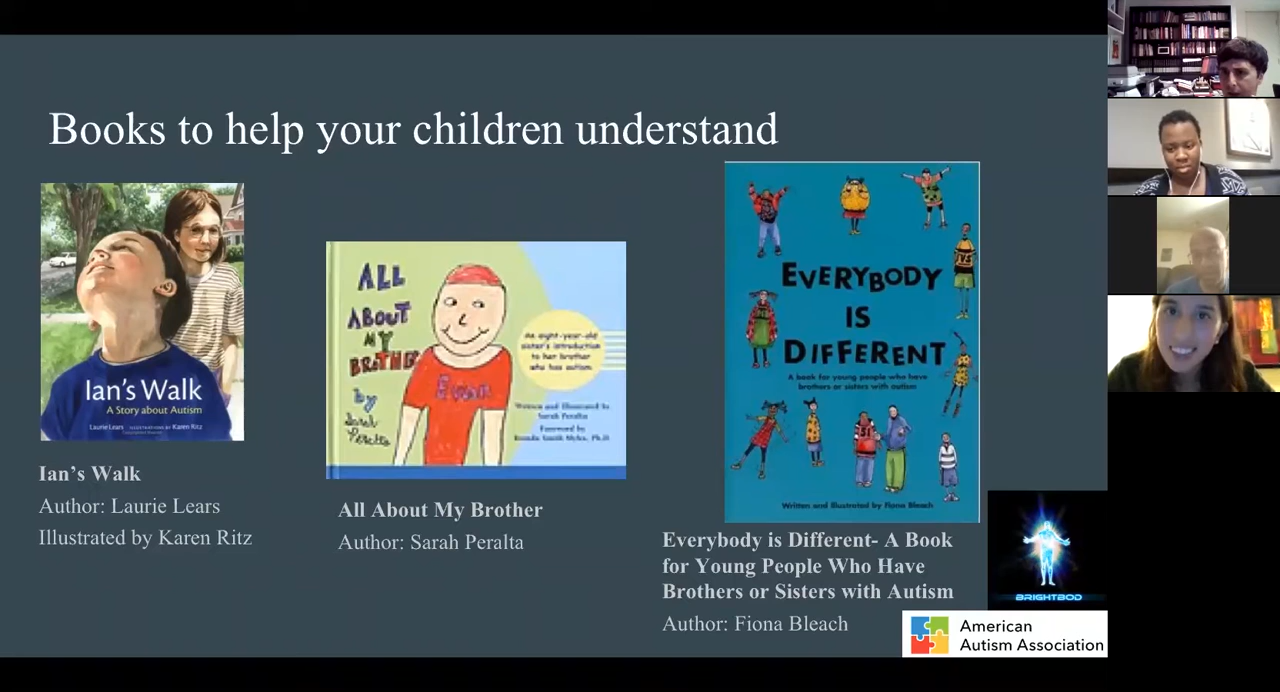 Books to help your children understand
Ian's Walk
A Story about Autism
Laurie Lears ILLUSTRATIONS BY Karen Ritz
Ian's Walk
Author: Laurie Lears
Illustrated by Karen Ritz
ALL
ABOUT
MY
BROTHER
by
Sarah
Peralta
Evan
An eight-year-old
sister's introduction
to her brother
who has autism.
Written and Illustrated by
Sarah Peralta
Foreword by
Brenda Smith Myles, Ph.D.
All About My Brother
Author: Sarah Peralta
EVERYBODY
IS
DIFFERENT
A book for young people who have
brothers or sisters with autism
Written and Illustrated by Fiona Bleach
Everybody is Different- A Book
for Young People Who Have
Brothers or Sisters with Autism
Author: Fiona Bleach
BRIGHTBOD
American
Autism Association